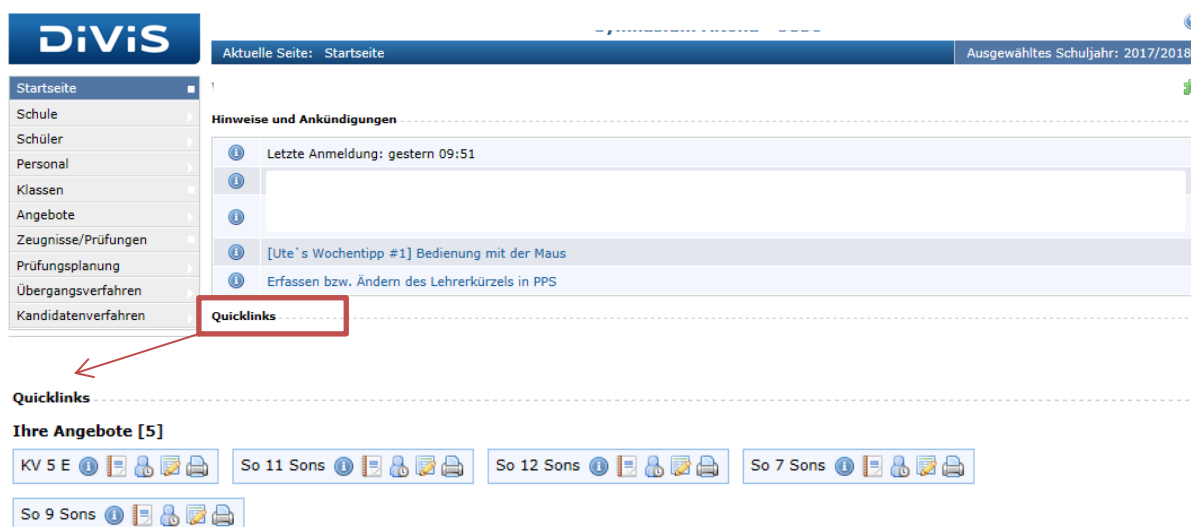 DiViS
Aktuelle Seite: Startseite
Ausgewähltes Schuljahr: 2017/2018
Startseite
Schule
Schüler
Personal
Klassen
Angebote
Zeugnisse/Prüfungen
Prüfungsplanung
Übergangsverfahren
Kandidatenverfahren
Hinweise und Ankündigungen
Letzte Anmeldung: gestern 09:51
[Ute`s Wochentipp #1] Bedienung mit der Maus
Erfassen bzw. Ändern des Lehrerkürzels in PPS
Quicklinks
Quicklinks
Ihre Angebote [5]
KV 5 E
So 11 Sons
So 12 Sons
So 7 Sons
So 9 Sons